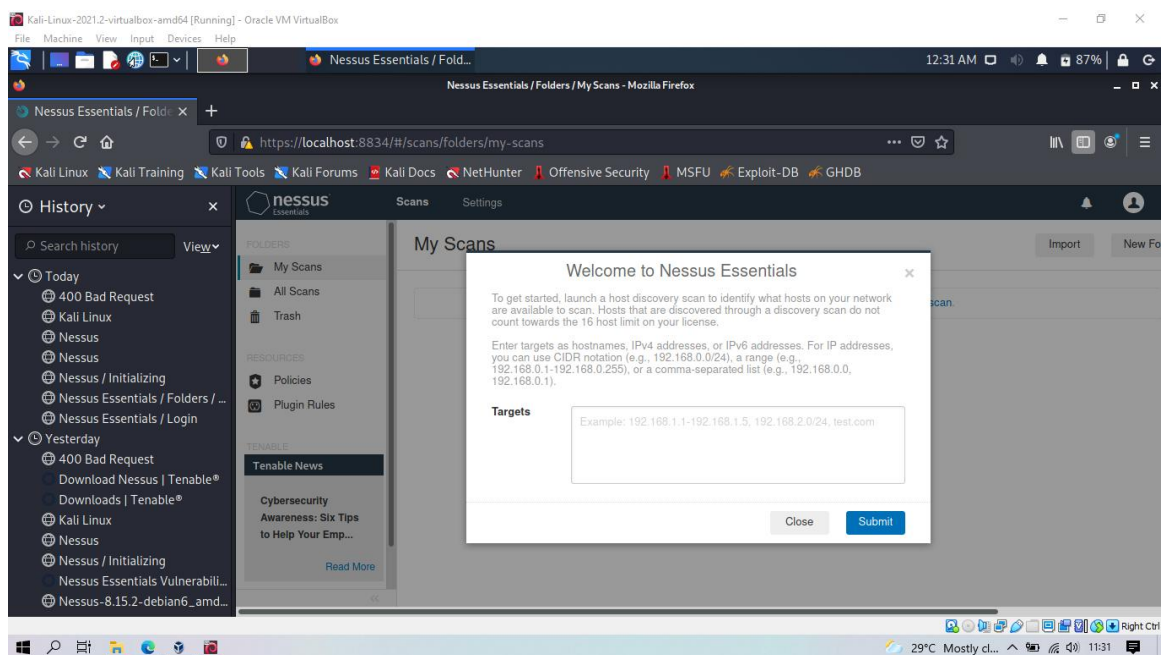 Kali-Linux-2021.2-virtualbox-amd64 [Running] - Oracle VM VirtualBox
File Machine View Input Devices Help
Nessus Essentials / Fold...
12:31 AM
87%
Nessus Essentials / Folders / My Scans - Mozilla Firefox
Nessus Essentials / Folde
https://localhost:8834/#/scans/folders/my-scans
Kali Linux Kali Training Kali Tools Kali Forums Kali Docs NetHunter Offensive Security MSFU Exploit-DB GHDB
History
Search history
View
Today
400 Bad Request
Kali Linux
Nessus
Nessus
Nessus / Initializing
Nessus Essentials / Folders / ...
Nessus Essentials / Login
Yesterday
400 Bad Request
Download Nessus | Tenable®
Downloads | Tenable®
Kali Linux
Nessus
Nessus / Initializing
Nessus Essentials Vulnerabili...
Nessus-8.15.2-debian6_amd...
nessus
Essentials
Scans Settings
FOLDERS
My Scans
All Scans
Trash
RESOURCES
Policies
Plugin Rules
TENABLE
Tenable News
Cybersecurity
Awareness: Six Tips
to Help Your Emp...
Read More
My Scans
Import
New Fo
scan.
Welcome to Nessus Essentials
To get started, launch a host discovery scan to identify what hosts on your network
are available to scan. Hosts that are discovered through a discovery scan do not
count towards the 16 host limit on your license.
Enter targets as hostnames, IPv4 addresses, or IPv6 addresses. For IP addresses,
you can use CIDR notation (e.g., 192.168.0.0/24), a range (e.g.,
192.168.0.1-192.168.0.255), or a comma-separated list (e.g., 192.168.0.0,
192.168.0.1).
Targets
Example: 192.168.1.1-192.168.1.5, 192.168.2.0/24, test.com
Close
Submit
Right Ctrl
29°C Mostly cl...
11:31